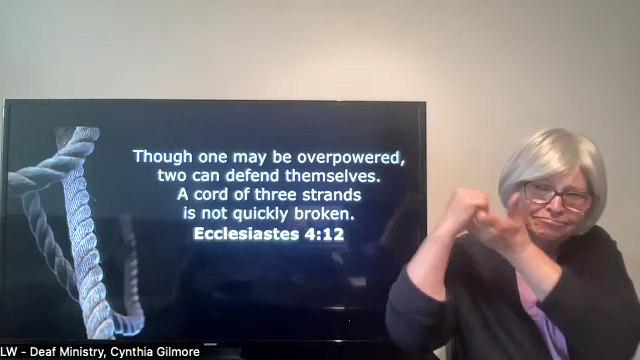 Though one may be overpowered,
two can defend themselves.
A cord of three strands
is not quickly broken.
Ecclesiastes 4:12
LW - Deaf Ministry, Cynthia Gilmore